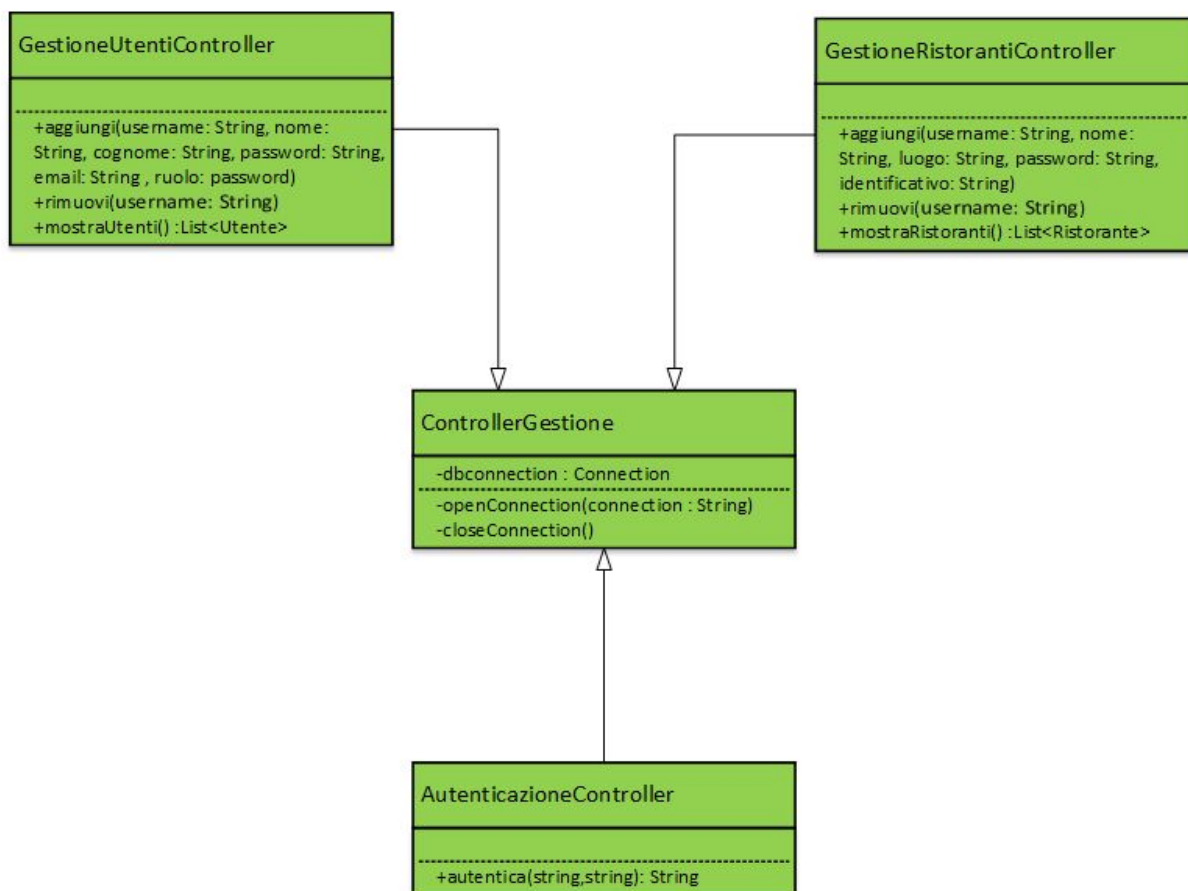 GestioneUtentiController
+aggiungi(username: String, nome:
String, cognome: String, password: String,
email: String , ruolo: password)
+rimuovi(username: String)
+mostraUtenti() :List<Utente>
GestioneRistorantiController
+aggiungi(username: String, nome:
String, luogo: String, password: String,
identificativo: String)
+rimuovi(username: String)
+mostraRistoranti() :List<Ristorante>
ControllerGestione
-dbconnection : Connection
-openConnection(connection : String)
-closeConnection()
AutenticazioneController
+autentica(string,string): String